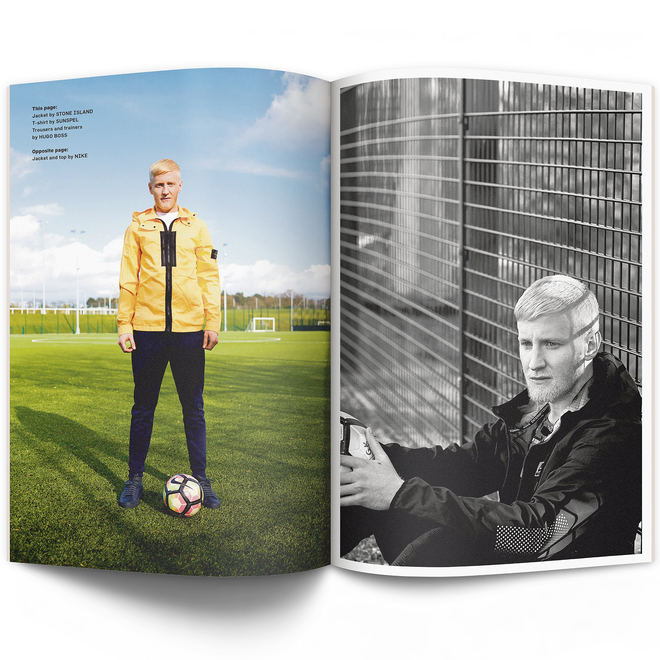 This page:
Jacket by STONE ISLAND
T-shirt by SUNSPEL
Trousers and trainers
by HUGO BOSS
Opposite page:
Jacket and top by NIKE